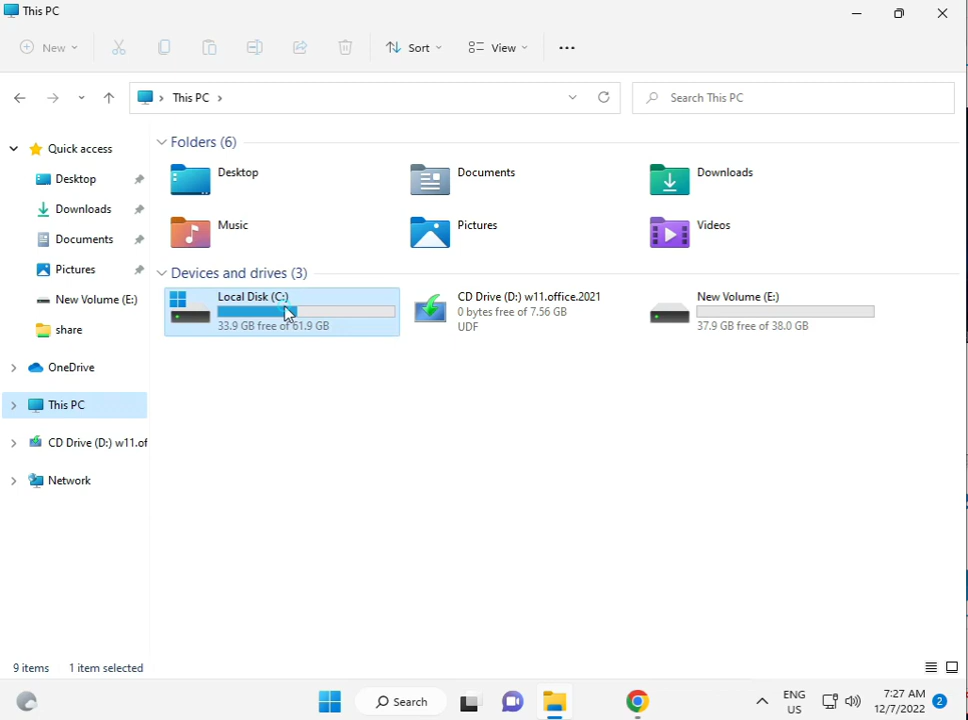 This PC
New
Sort
View
This PC
Search This PC
Quick access
Desktop
Downloads
Documents
Pictures
New Volume (E:)
share
OneDrive
This PC
CD Drive (D:) w11.of
Network
Folders (6)
Desktop
Documents
Downloads
Music
Pictures
Videos
Devices and drives (3)
Local Disk (C:)
33.9 GB free of 61.9 GB
CD Drive (D:) w11.office.2021
0 bytes free of 7.56 GB
UDF
New Volume (E:)
37.9 GB free of 38.0 GB
9 items
1 item selected
Search
ENG
US
7:27 AM
12/7/2022
2